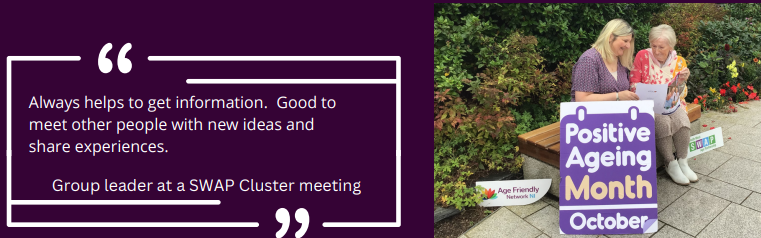 Always helps to get information.  Good to
meet other people with new ideas and
share experiences.
Group leader at a SWAP Cluster meeting
Positive
Ageing
Month
October
Age Friendly
Network NI
SWAP